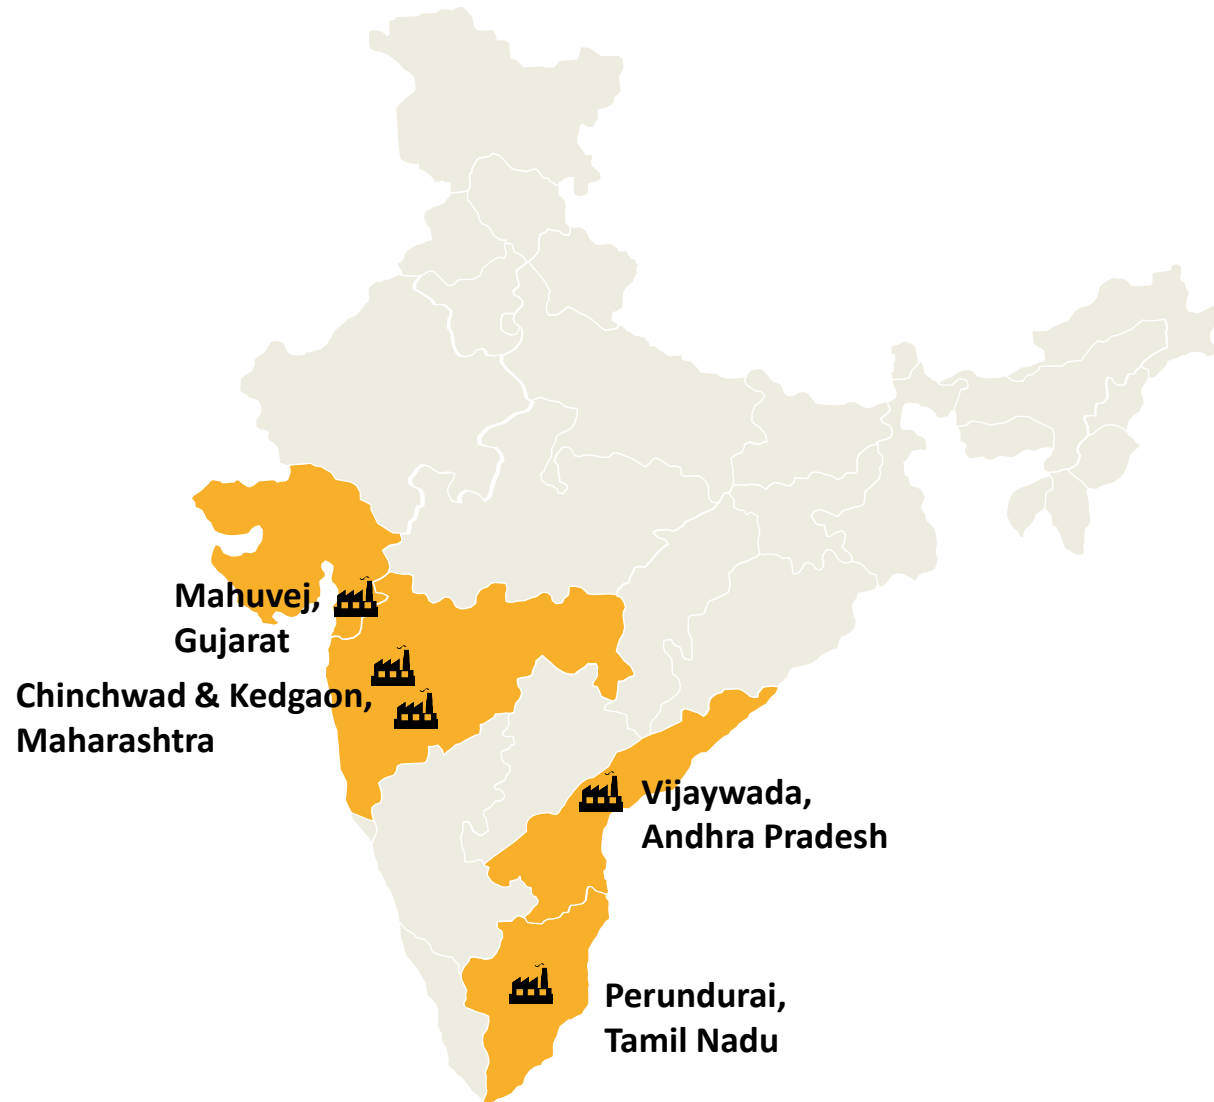 Mahuvej,
Gujarat
Chinchwad & Kedgaon,
Maharashtra
Vijaywada,
Andhra Pradesh
Perundurai,
Tamil Nadu